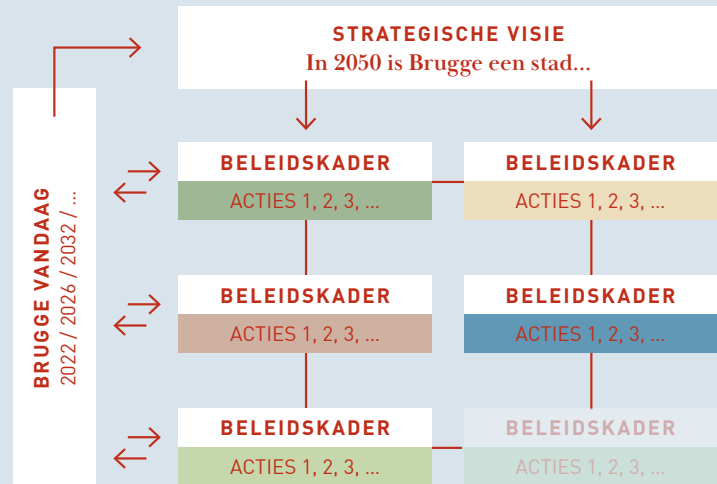 STRATEGISCHE VISIE
In 2050 is Brugge een stad...
BRUGGE VANDAAG
2022 / 2026 / 2032 / ...
BELEIDSKADER
ACTIES 1, 2, 3, ...
BELEIDSKADER
ACTIES 1, 2, 3, ...
BELEIDSKADER
ACTIES 1, 2, 3, ...
BELEIDSKADER
ACTIES 1, 2, 3, ...
BELEIDSKADER
ACTIES 1, 2, 3, ...
BELEIDSKADER
ACTIES 1, 2, 3, ...